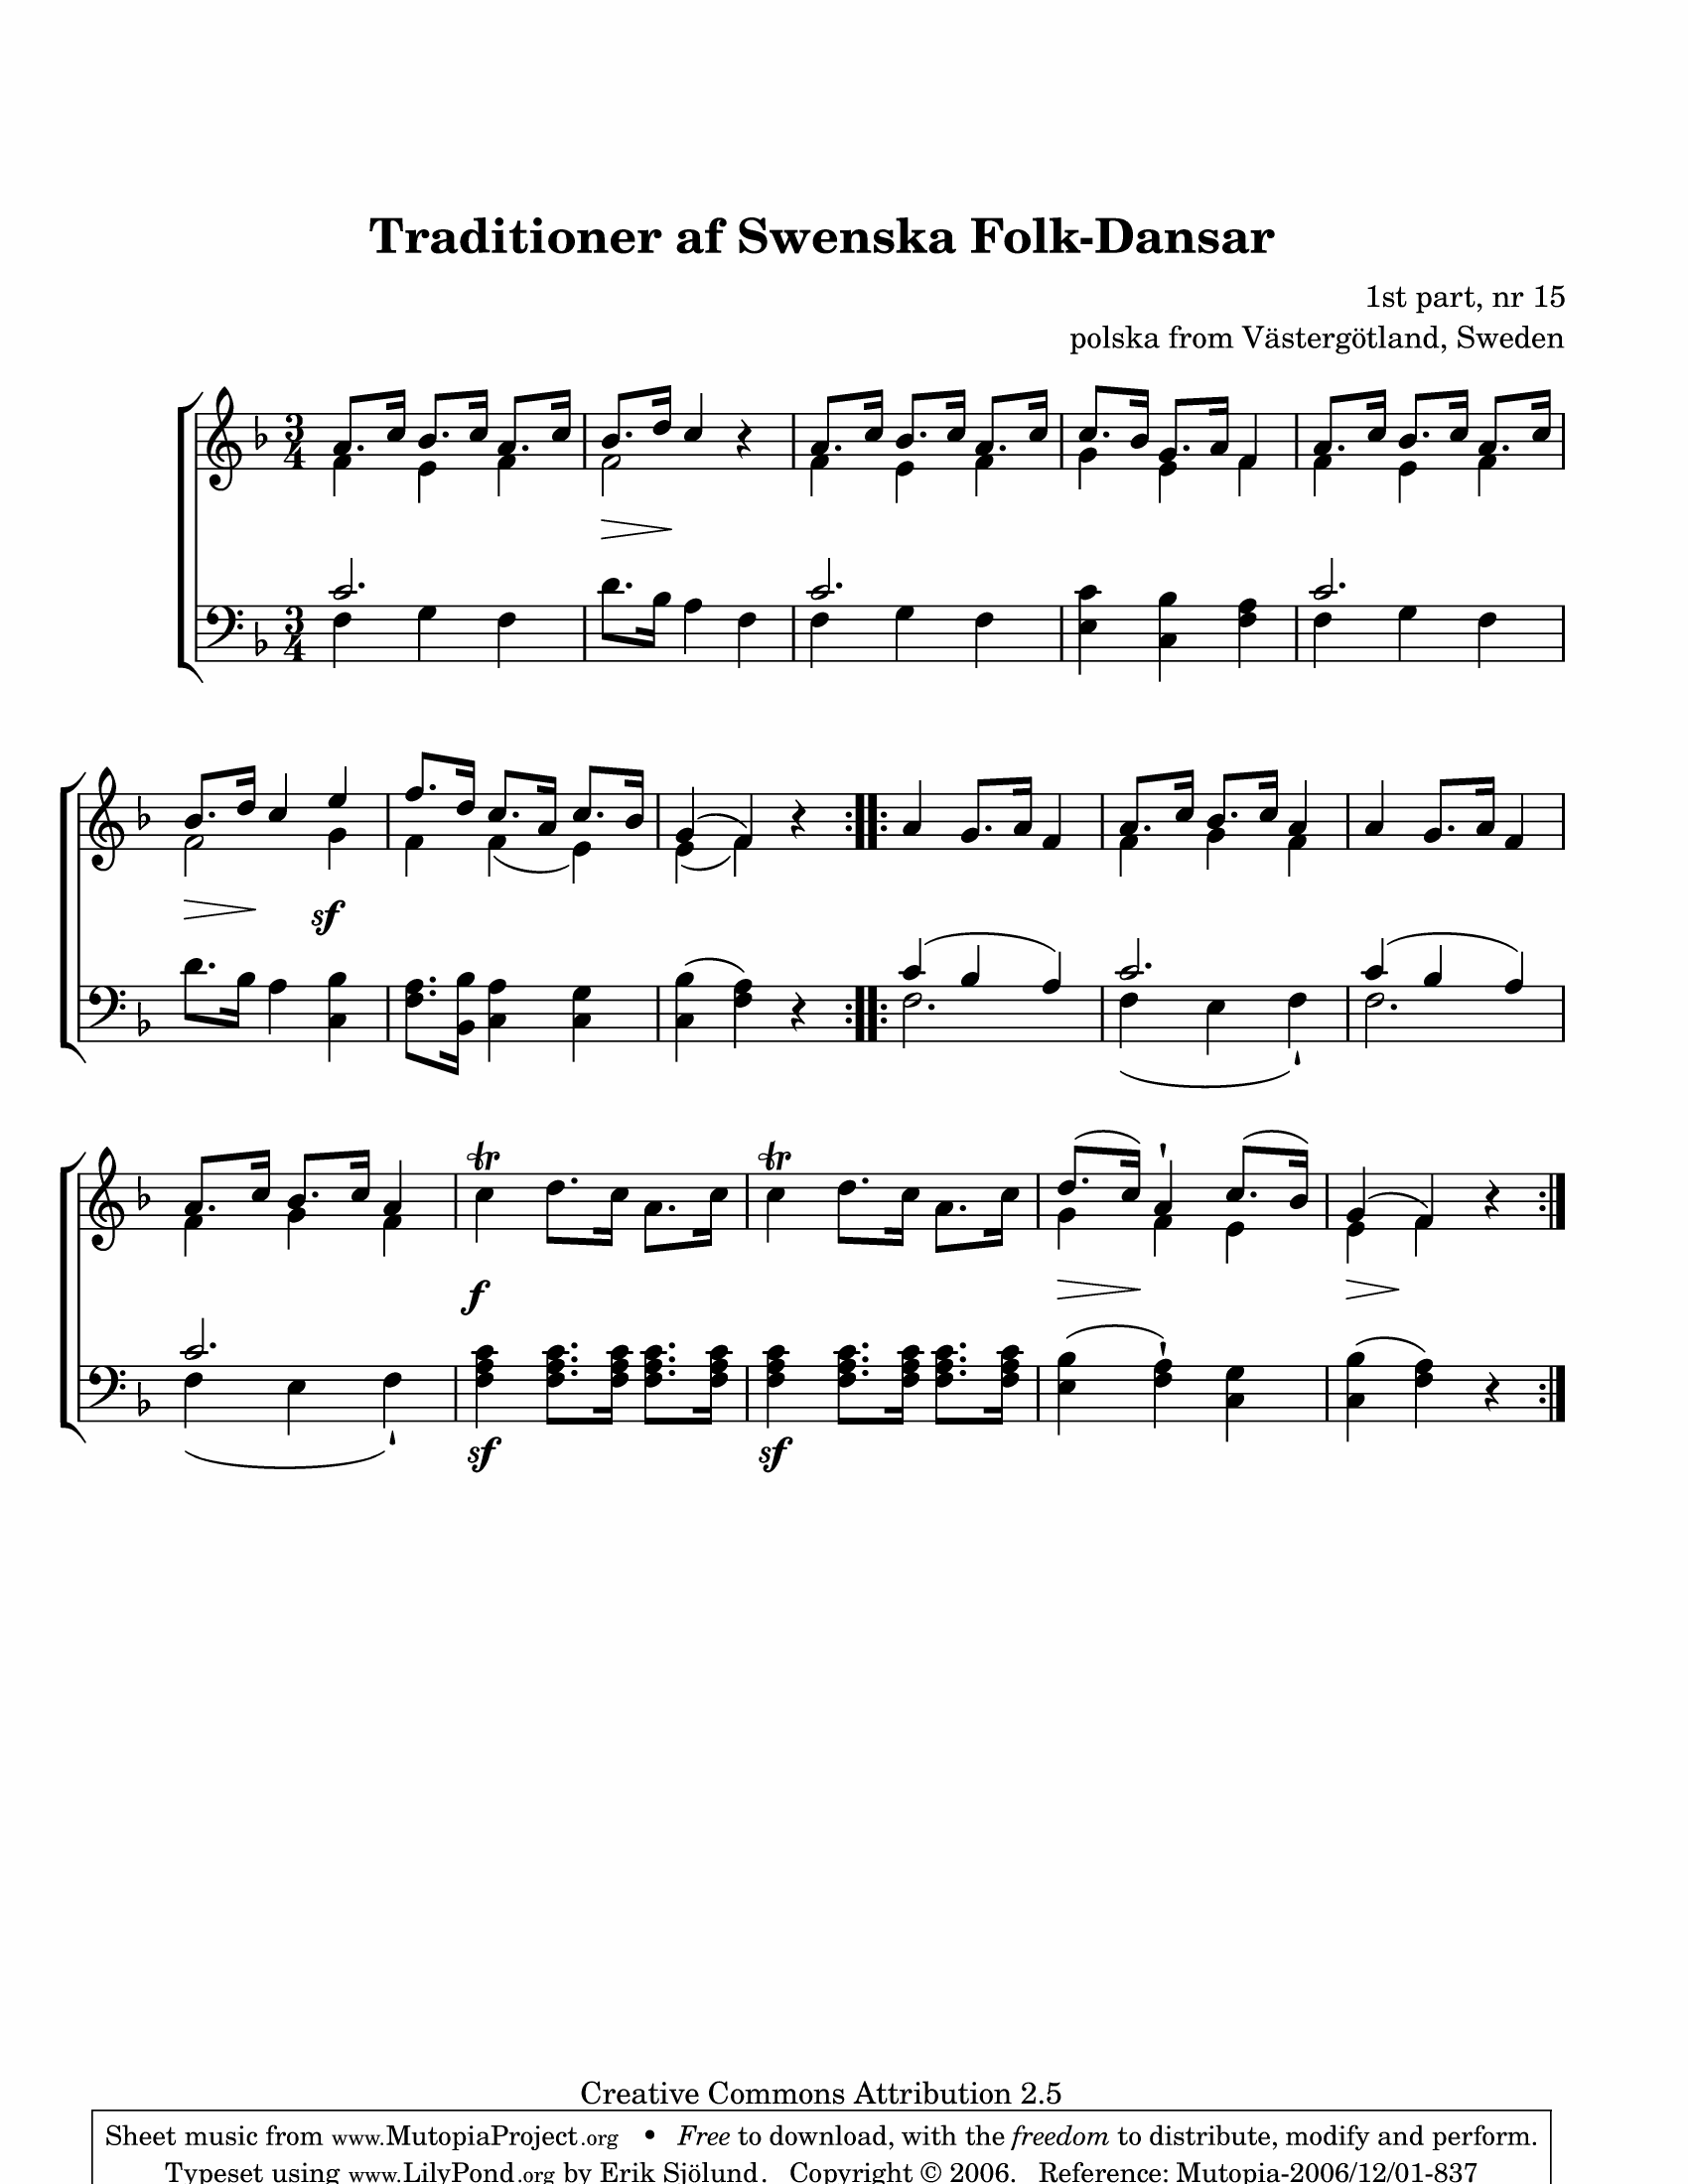 Traditioner af Swenska Folk-Dansar
1st part, nr 15
polska from Västergötland, Sweden
3
4
3
4
sf
tr
tr
f
sf
sf
Creative Commons Attribution 2.5
Sheet music from www.MutopiaProject.org • Free to download, with the freedom to distribute, modify and perform.
Typeset using www.LilyPond.org by Erik Sjölund. Copyright © 2006. Reference: Mutopia-2006/12/01-837